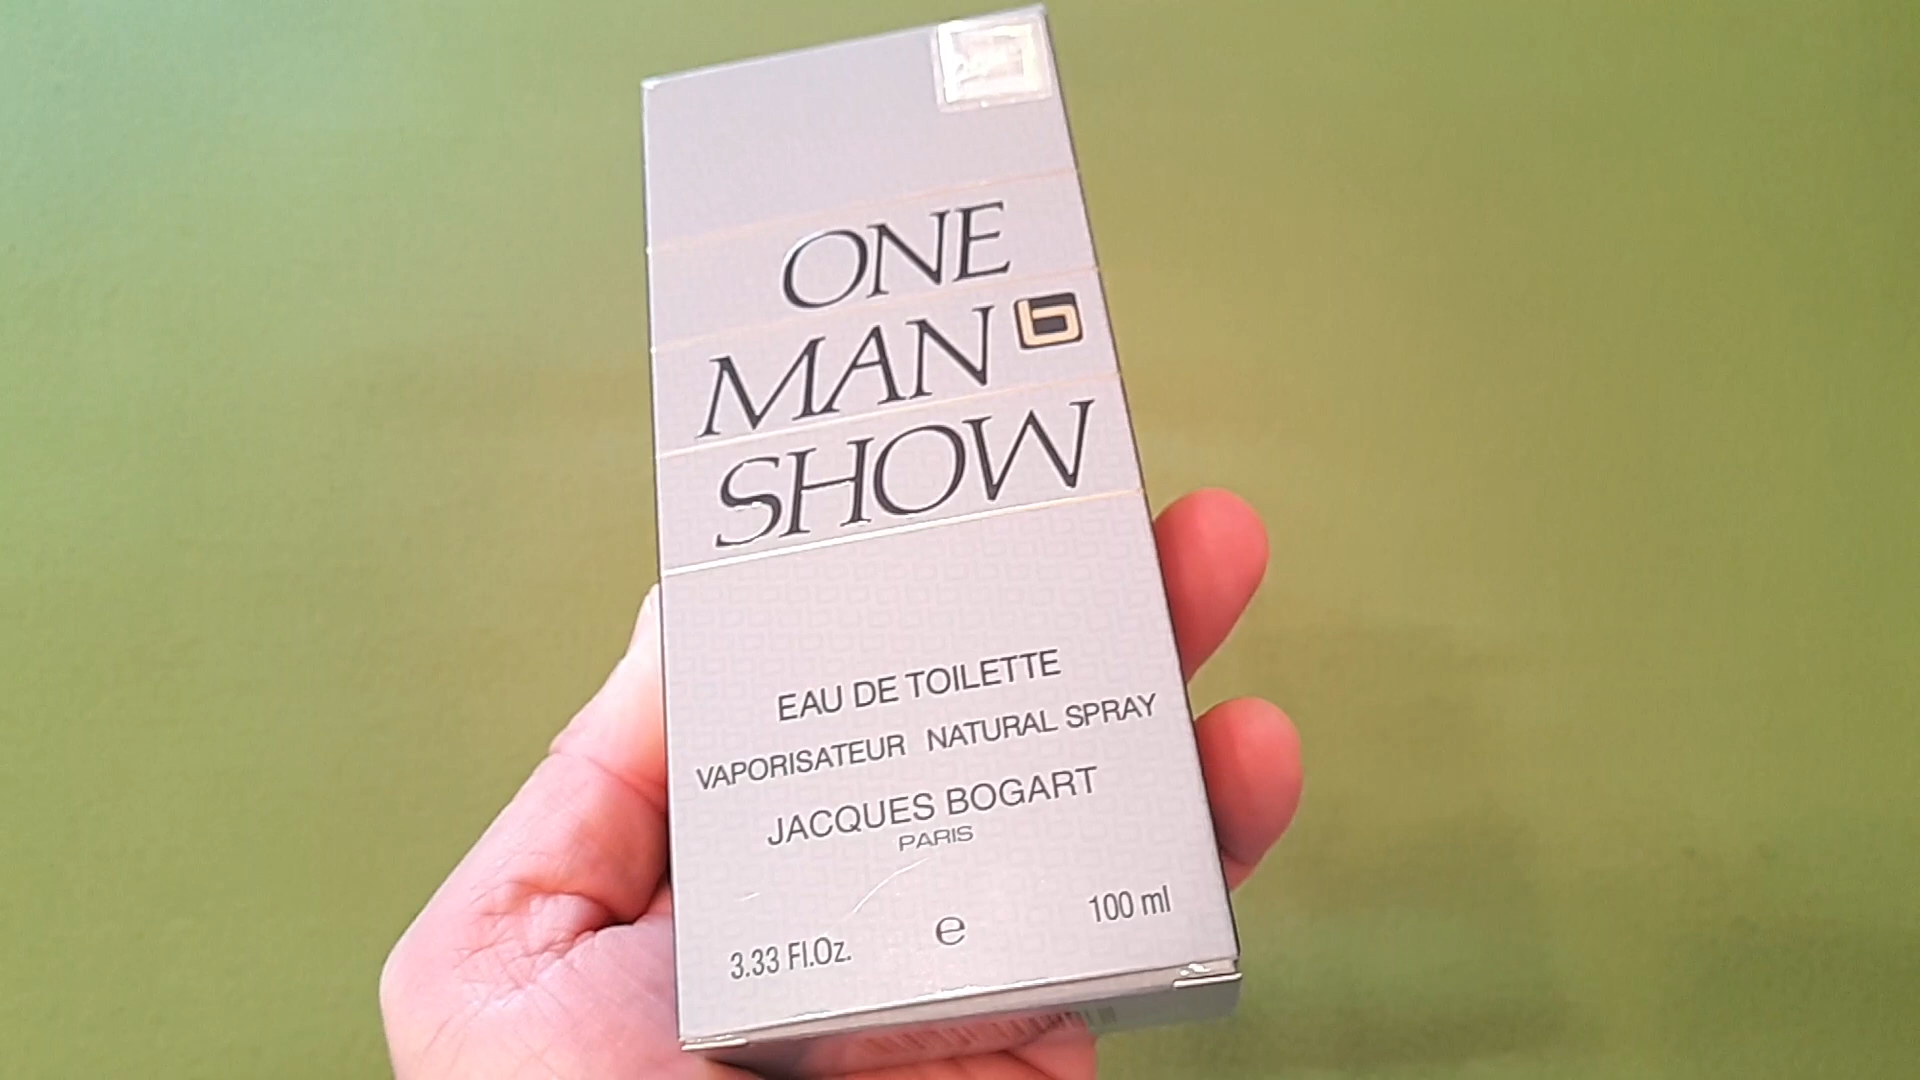 ONE
MAN b
SHOW
EAU DE TOILETTE
VAPORISATEUR NATURAL SPRAY
JACQUES BOGART
PARIS
3.33 Fl.Oz. e 100 ml